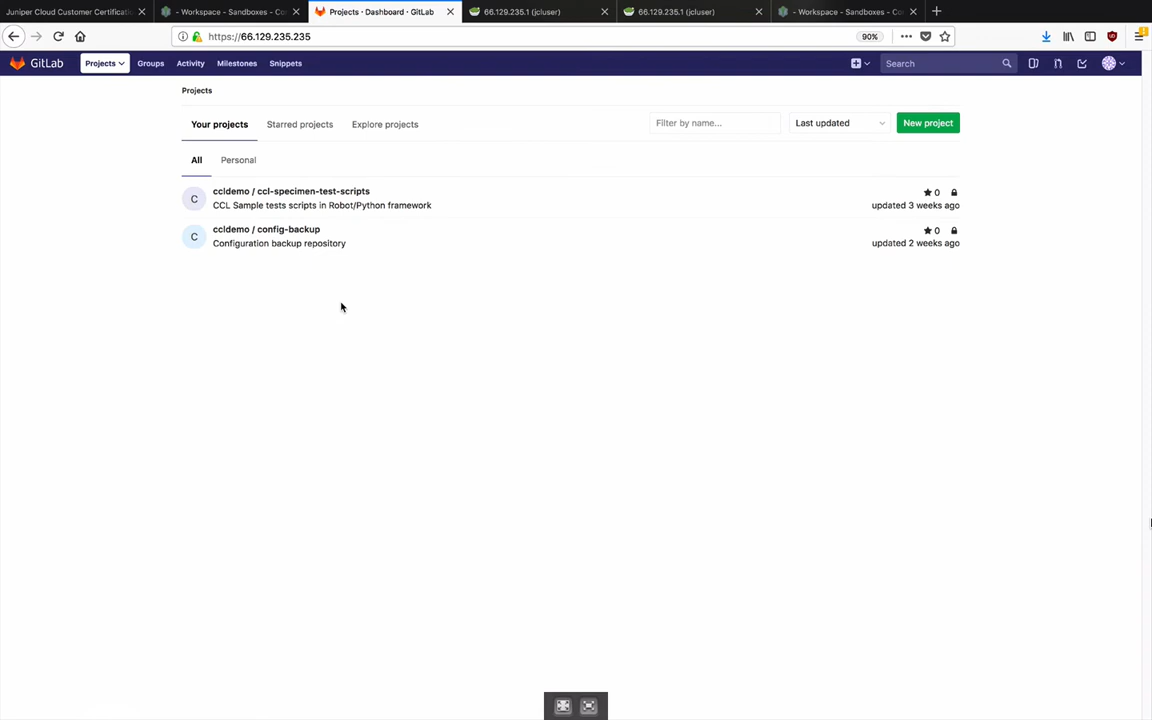 Juniper Cloud Customer Certificati
- Workspace - Sandboxes - Co
Projects · Dashboard · GitLab
66.129.235.1 (jcluser)
66.129.235.1 (jcluser)
- Workspace - Sandboxes - Co
https://66.129.235.235
90%
GitLab
Projects
Groups
Activity
Milestones
Snippets
Search
Projects
Your projects
Starred projects
Explore projects
Filter by name...
Last updated
New project
All
Personal
C
ccldemo / ccl-specimen-test-scripts
0
CCL Sample tests scripts in Robot/Python framework
updated 3 weeks ago
C
ccldemo / config-backup
0
Configuration backup repository
updated 2 weeks ago